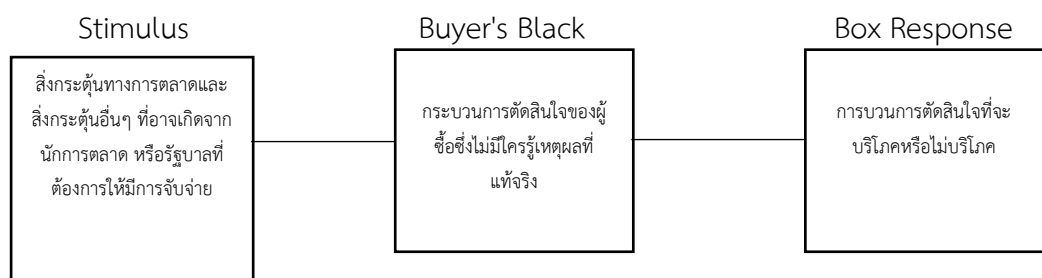 Stimulus
Buyer's Black
Box Response
สิ่งกระตุ้นทางการตลาดและ
สิ่งกระตุ้นอื่นๆ ที่อาจเกิดจาก
นักการตลาด หรือรัฐบาลที่
ต้องการให้มีการจับจ่าย
กระบวนการตัดสินใจของผู้
ซื้อซึ่งไม่มีใครรู้เหตุผลที่
แท้จริง
การบวนการตัดสินใจที่จะ
บริโภคหรือไม่บริโภค